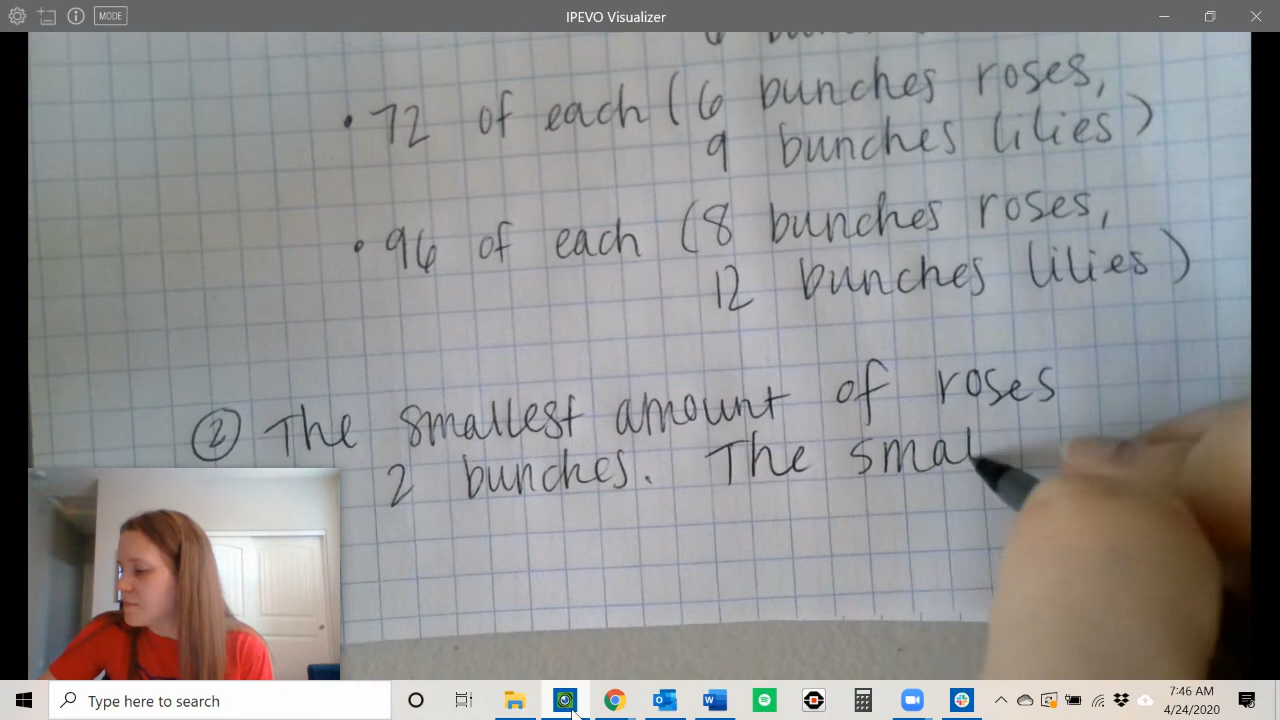 MODE
IPEVO Visualizer
6 bunch
• 72 of each (6 bunches roses,
9 bunches lilies)
• 96 of each (8 bunches roses,
12 bunches lilies)
② The smallest amount of roses
2 bunches. The smal
Type here to search
7:46 AM
4/24/2020